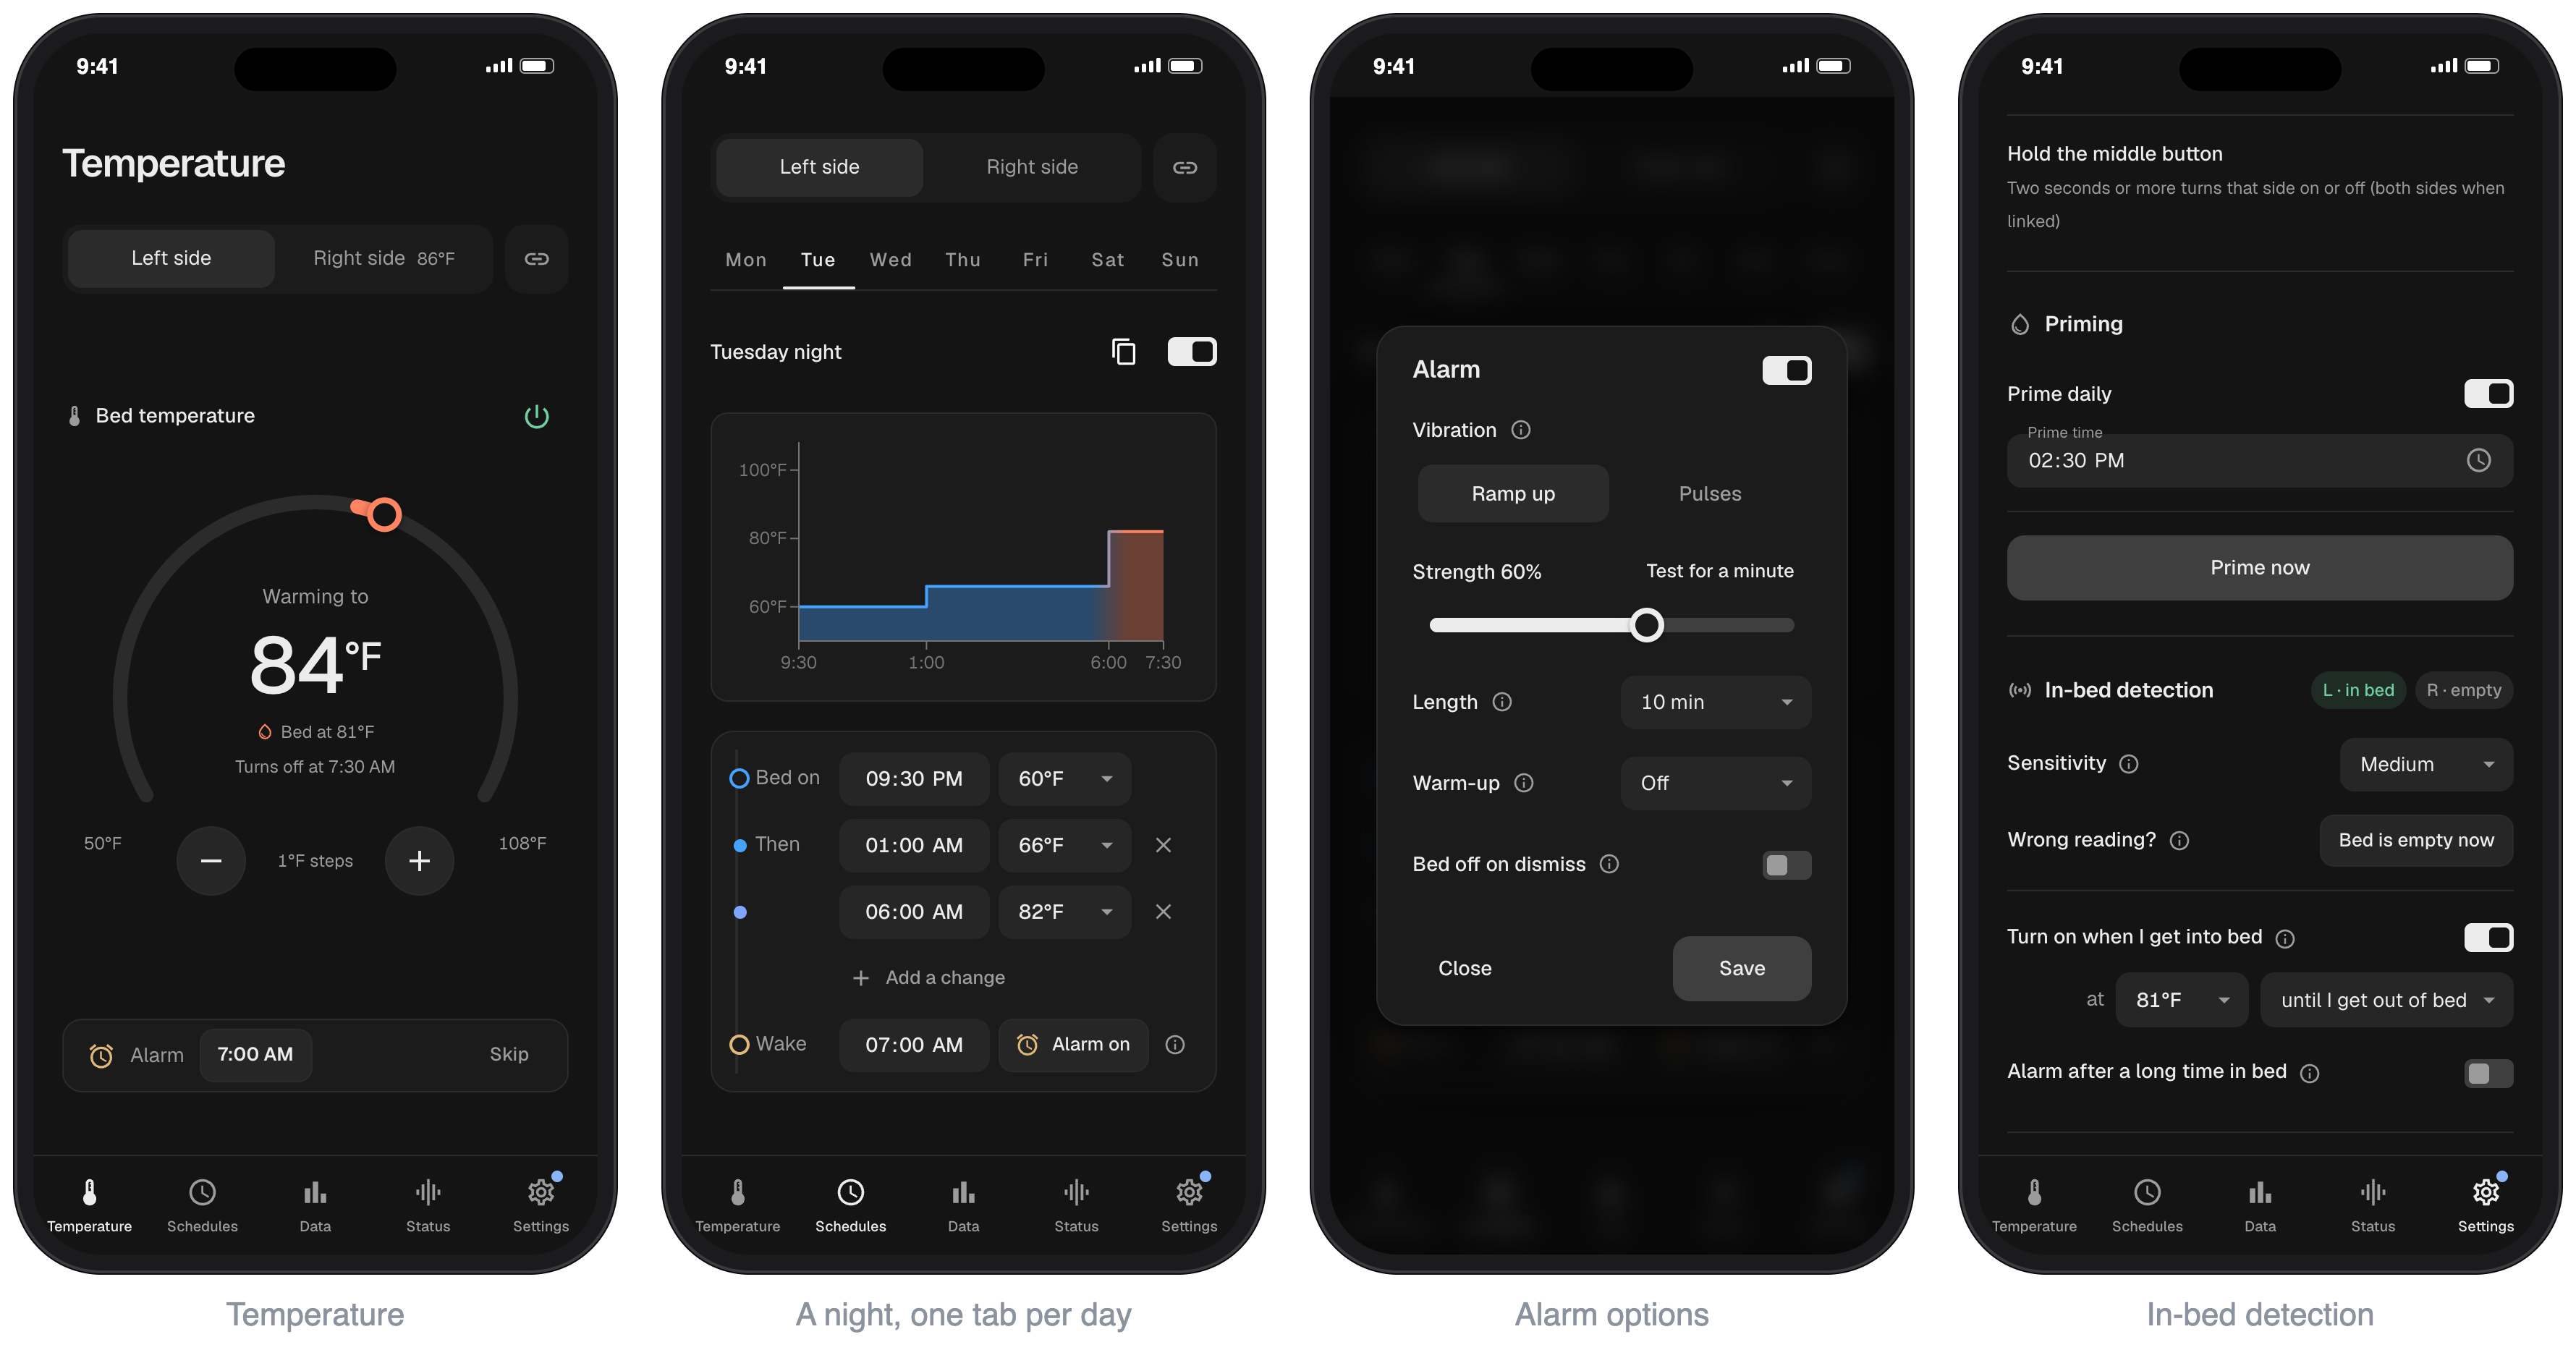 9:41
Temperature
Left side
Right side 86°F
Bed temperature
Warming to
84°F
Bed at 81°F
Turns off at 7:30 AM
50°F
1°F steps
108°F
Alarm
7:00 AM
Skip
Temperature
Schedules
Data
Status
Settings
Temperature
9:41
Left side
Right side
Mon
Tue
Wed
Thu
Fri
Sat
Sun
Tuesday night
100°F
80°F
60°F
9:30
1:00
6:00
7:30
Bed on
09:30 PM
60°F
Then
01:00 AM
66°F
06:00 AM
82°F
Add a change
Wake
07:00 AM
Alarm on
Temperature
Schedules
Data
Status
Settings
A night, one tab per day
9:41
Alarm
Vibration
Ramp up
Pulses
Strength 60%
Test for a minute
Length
10 min
Warm-up
Off
Bed off on dismiss
Close
Save
Alarm options
9:41
Hold the middle button
Two seconds or more turns that side on or off (both sides when
linked)
Priming
Prime daily
Prime time
02:30 PM
Prime now
In-bed detection
L · in bed
R · empty
Sensitivity
Medium
Wrong reading?
Bed is empty now
Turn on when I get into bed
at
81°F
until I get out of bed
Alarm after a long time in bed
Temperature
Schedules
Data
Status
Settings
In-bed detection